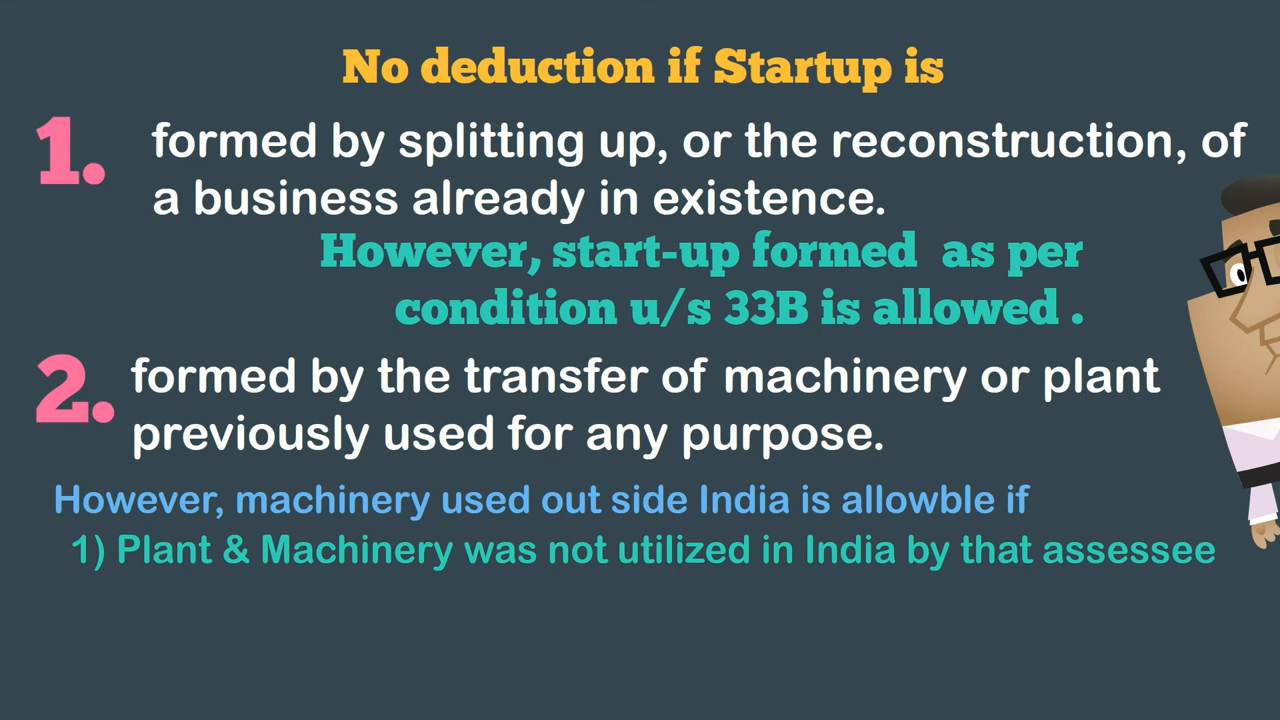 No deduction if Startup is
1. formed by splitting up, or the reconstruction, of
a business already in existence.
However, start-up formed as per
condition u/s 33B is allowed .
2. formed by the transfer of machinery or plant
previously used for any purpose.
However, machinery used out side India is allowble if
1) Plant & Machinery was not utilized in India by that assessee